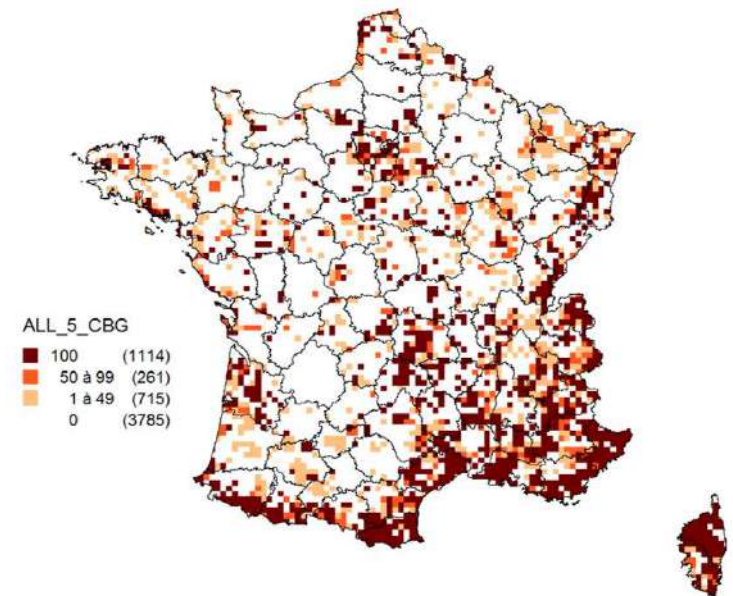 ALL_5_CBG
100 (1114)
50 à 99 (261)
1 à 49 (715)
0 (3785)